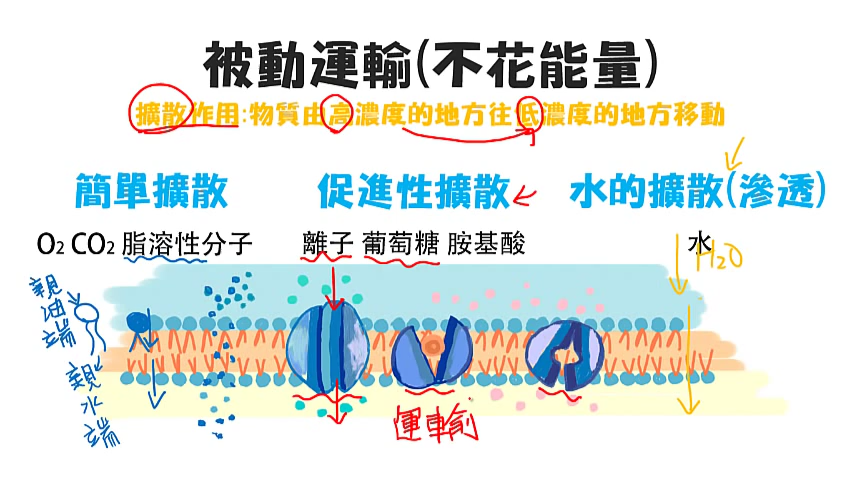 被動運輸(不花能量)
擴散作用:物質由高濃度的地方往低濃度的地方移動
簡單擴散 促進性擴散 水的擴散(滲透)
O2 CO2 脂溶性分子 離子 葡萄糖 胺基酸 水
H2O
親油端
親水端
運輸